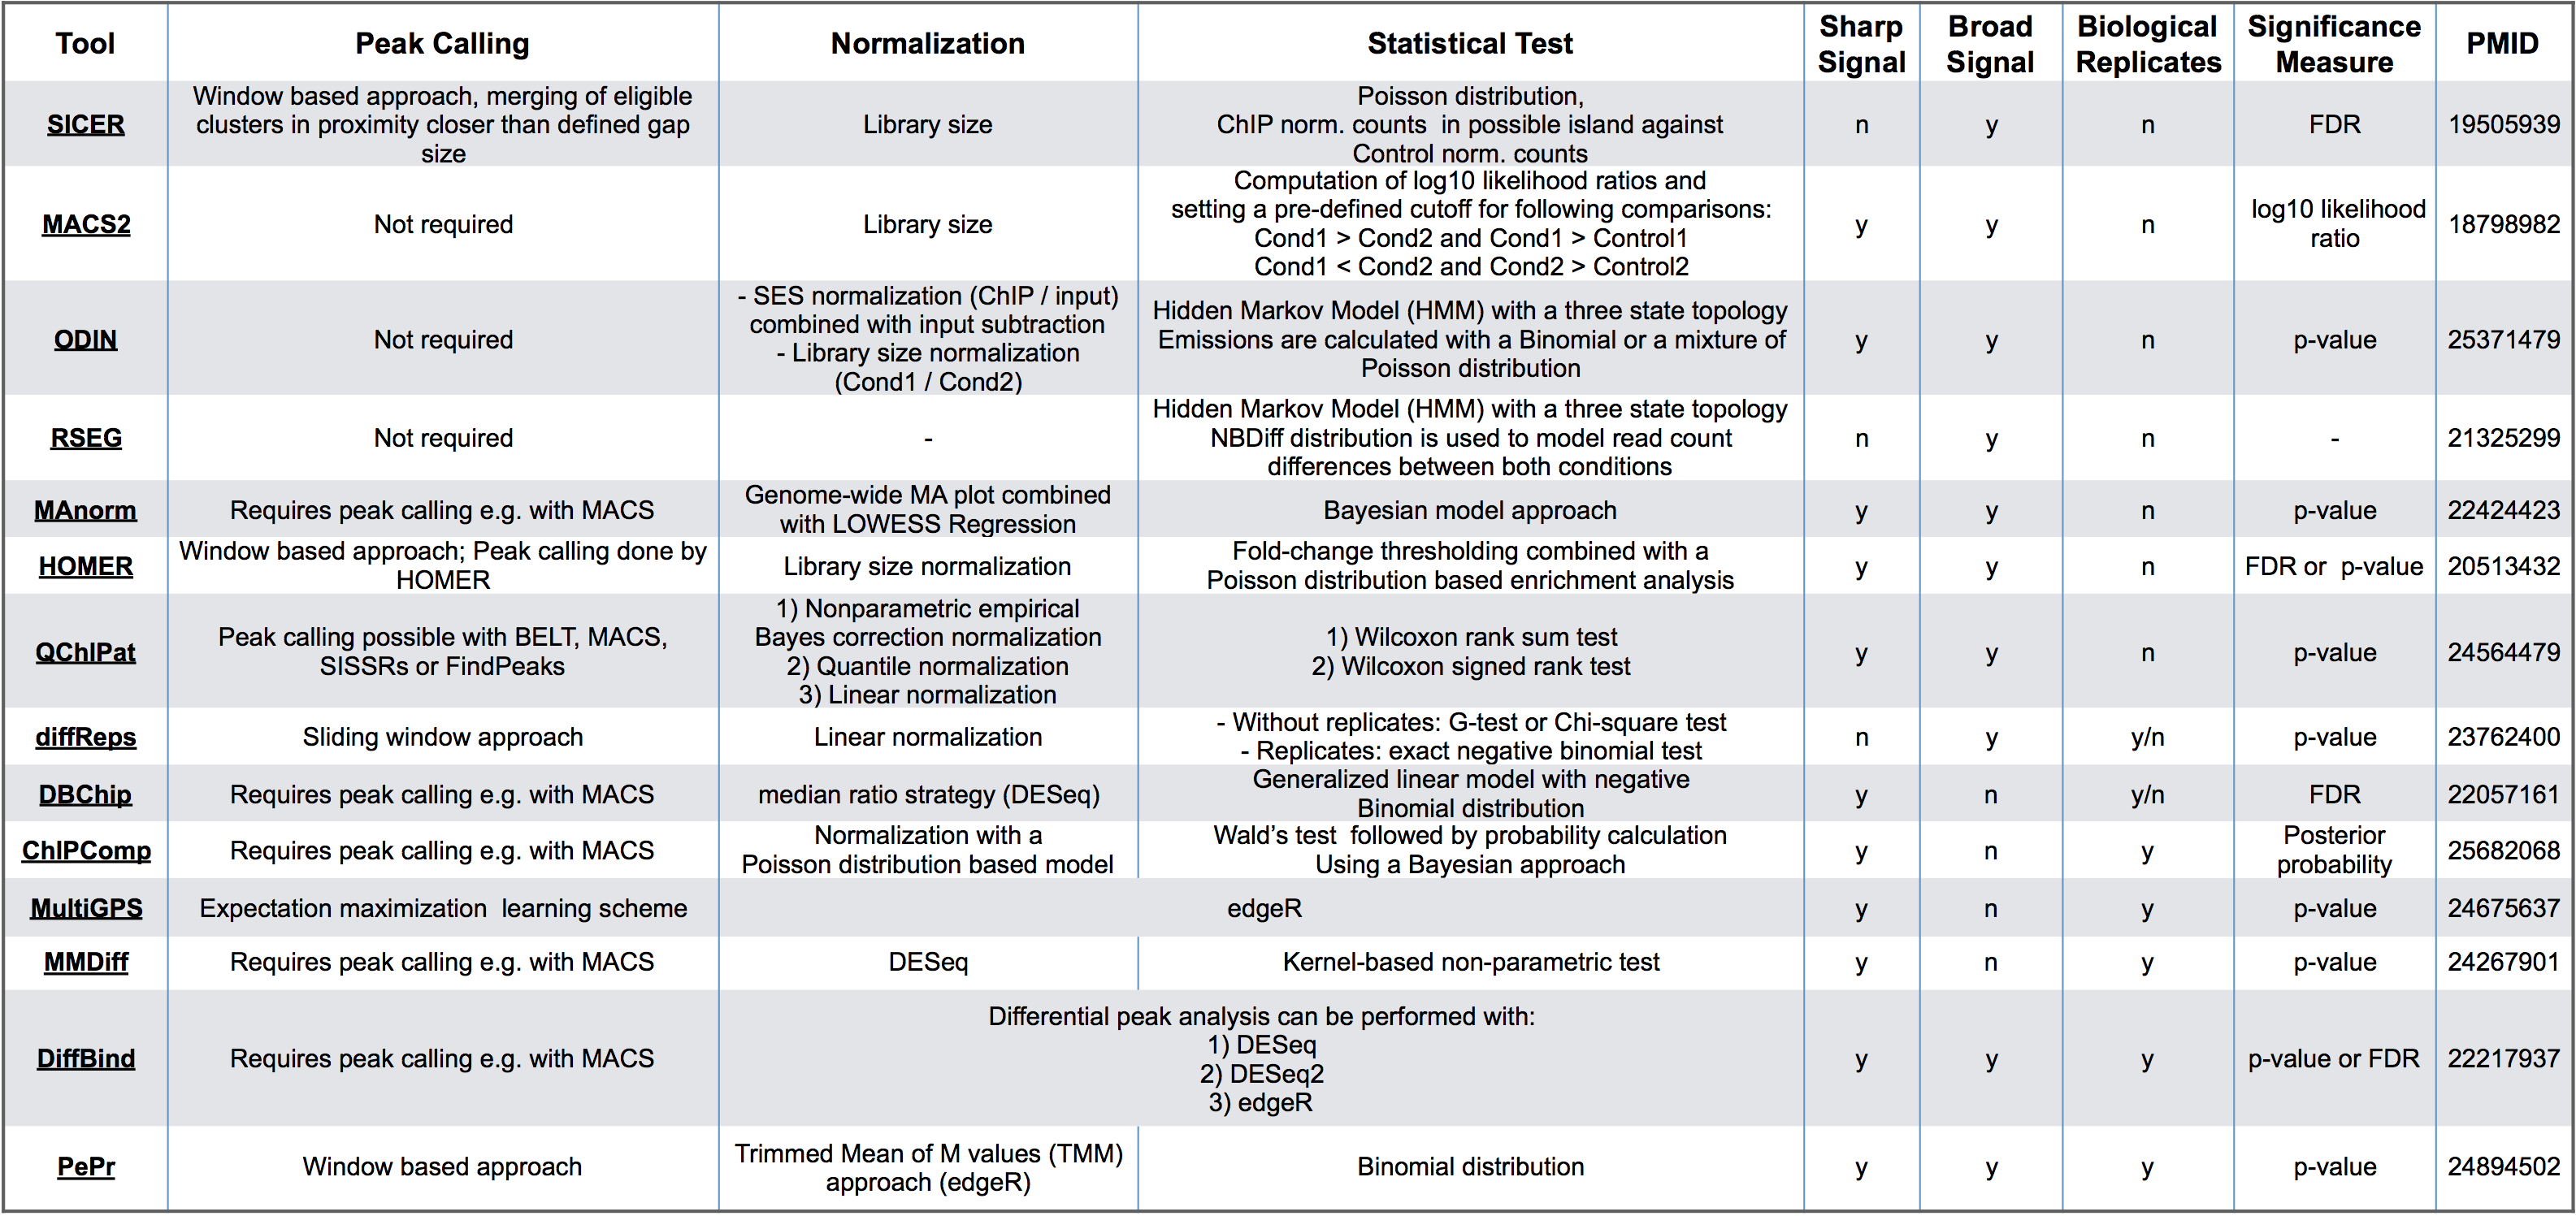 Tool
Peak Calling
Normalization
Statistical Test
Sharp
Signal
Broad
Signal
Biological
Replicates
Significance
Measure
PMID
SICER
Window based approach, merging of eligible
clusters in proximity closer than defined gap
size
Library size
Poisson distribution,
ChIP norm. counts in possible island against
Control norm. counts
n
y
n
FDR
19505939
MACS2
Not required
Library size
Computation of log10 likelihood ratios and
setting a pre-defined cutoff for following comparisons:
Cond1 > Cond2 and Cond1 > Control1
Cond1 < Cond2 and Cond2 > Control2
y
y
n
log10 likelihood
ratio
18798982
ODIN
Not required
- SES normalization (ChIP / input)
combined with input subtraction
- Library size normalization
(Cond1 / Cond2)
Hidden Markov Model (HMM) with a three state topology
Emissions are calculated with a Binomial or a mixture of
Poisson distribution
y
y
n
p-value
25371479
RSEG
Not required
-
Hidden Markov Model (HMM) with a three state topology
NBDiff distribution is used to model read count
differences between both conditions
n
y
n
-
21325299
MAnorm
Requires peak calling e.g. with MACS
Genome-wide MA plot combined
with LOWESS Regression
Bayesian model approach
y
y
n
p-value
22424423
HOMER
Window based approach; Peak calling done by
HOMER
Library size normalization
Fold-change thresholding combined with a
Poisson distribution based enrichment analysis
y
y
n
FDR or p-value
20513432
QChIPat
Peak calling possible with BELT, MACS,
SISSRs or FindPeaks
1) Nonparametric empirical
Bayes correction normalization
2) Quantile normalization
3) Linear normalization
1) Wilcoxon rank sum test
2) Wilcoxon signed rank test
y
y
n
p-value
24564479
diffReps
Sliding window approach
Linear normalization
- Without replicates: G-test or Chi-square test
- Replicates: exact negative binomial test
n
y
y/n
p-value
23762400
DBChip
Requires peak calling e.g. with MACS
median ratio strategy (DESeq)
Generalized linear model with negative
Binomial distribution
y
n
y/n
FDR
22057161
ChIPComp
Requires peak calling e.g. with MACS
Normalization with a
Poisson distribution based model
Wald's test followed by probability calculation
Using a Bayesian approach
y
n
y
Posterior
probability
25682068
MultiGPS
Expectation maximization learning scheme
edgeR
y
n
y
p-value
24675637
MMDiff
Requires peak calling e.g. with MACS
DESeq
Kernel-based non-parametric test
y
n
y
p-value
24267901
DiffBind
Requires peak calling e.g. with MACS
Differential peak analysis can be performed with:
1) DESeq
2) DESeq2
3) edgeR
y
y
y
p-value or FDR
22217937
PePr
Window based approach
Trimmed Mean of M values (TMM)
approach (edgeR)
Binomial distribution
y
y
y
p-value
24894502